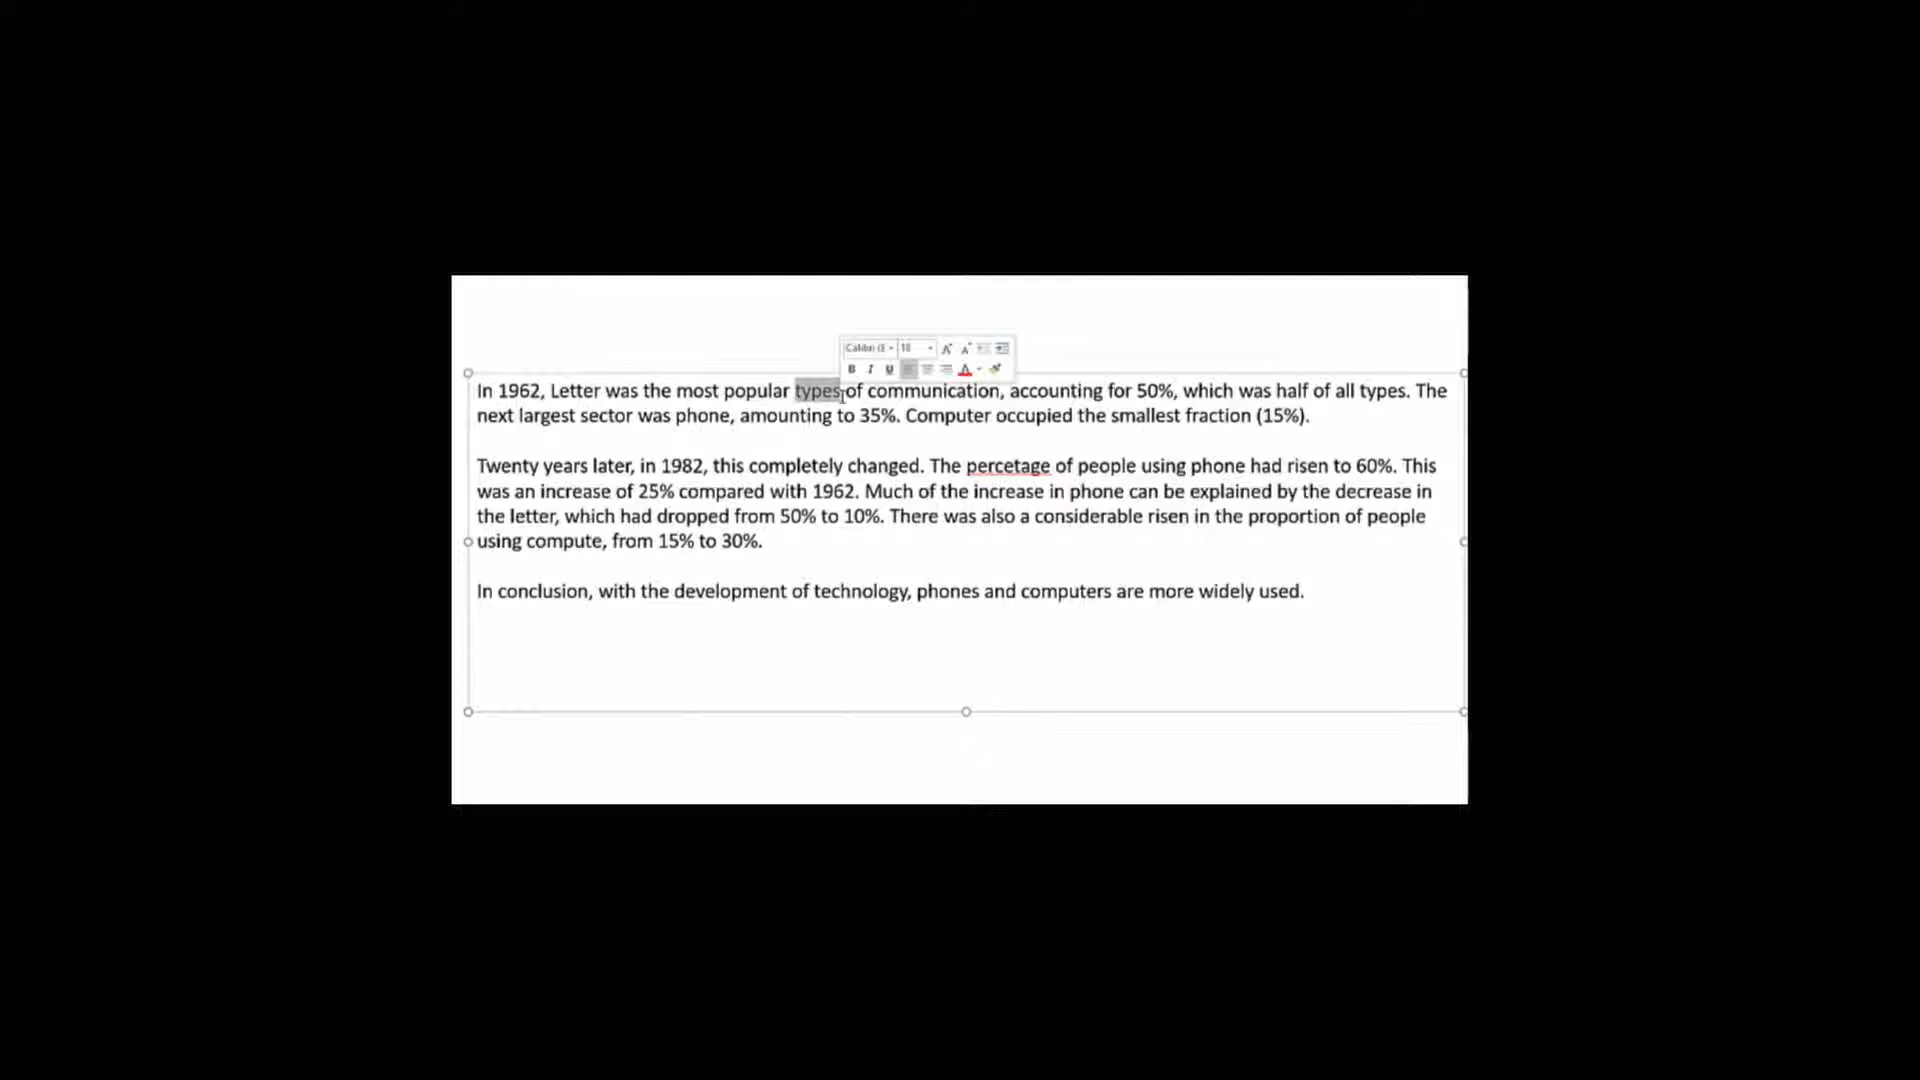 Calibri (E 18 A A
B I U A
In 1962, Letter was the most popular types of communication, accounting for 50%, which was half of all types. The
next largest sector was phone, amounting to 35%. Computer occupied the smallest fraction (15%).
Twenty years later, in 1982, this completely changed. The percetage of people using phone had risen to 60%. This
was an increase of 25% compared with 1962. Much of the increase in phone can be explained by the decrease in
the letter, which had dropped from 50% to 10%. There was also a considerable risen in the proportion of people
using compute, from 15% to 30%.
In conclusion, with the development of technology, phones and computers are more widely used.